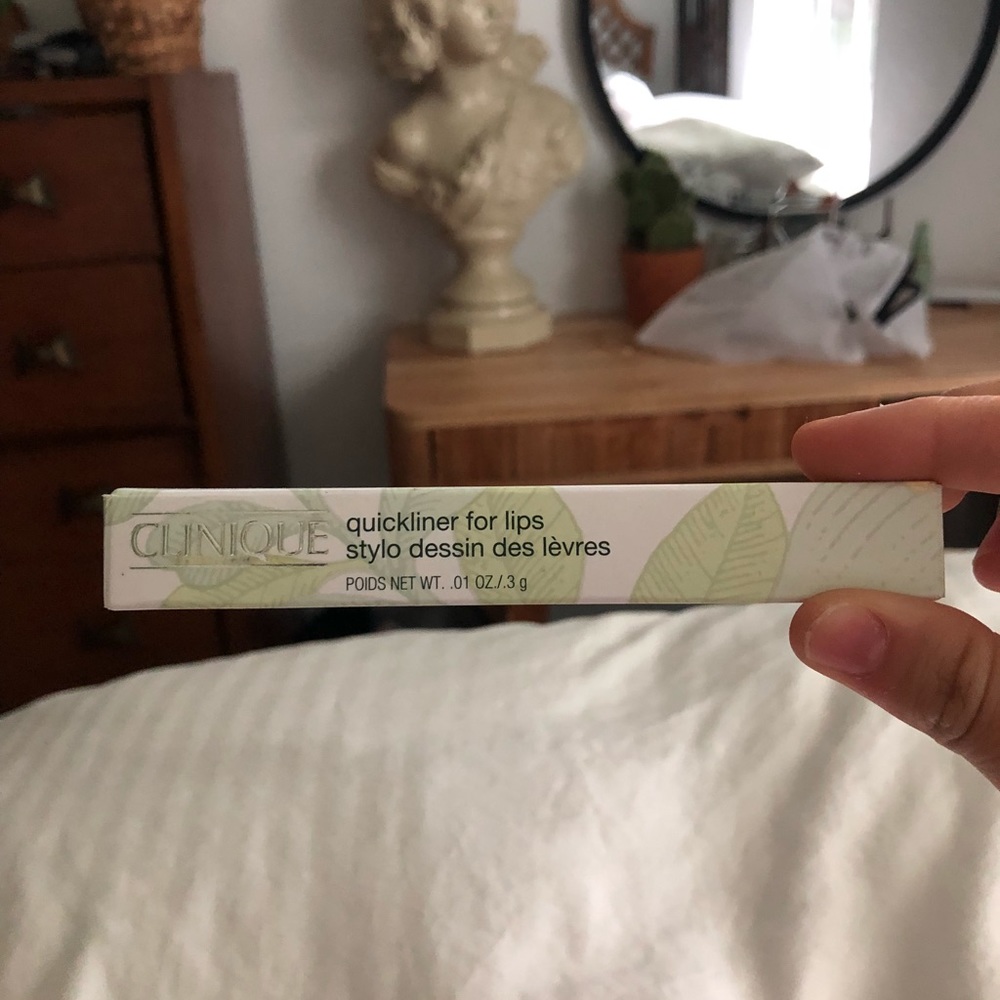 CLINIQUE
quickliner for lips
stylo dessin des lèvres
POIDS NET WT. .01 OZ./.3 g